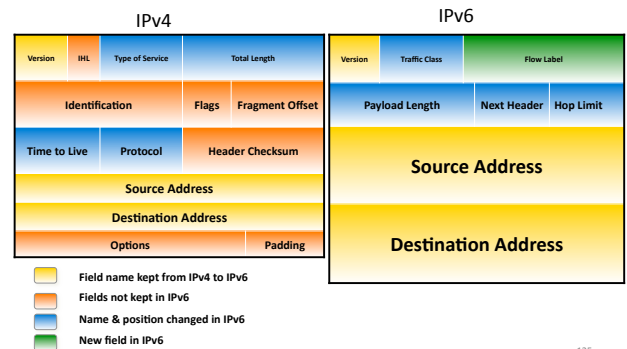 IPv4
Version IHL Type of Service Total Length
Identification Flags Fragment Offset
Time to Live Protocol Header Checksum
Source Address
Destination Address
Options Padding
IPv6
Version Traffic Class Flow Label
Payload Length Next Header Hop Limit
Source Address
Destination Address
Field name kept from IPv4 to IPv6
Fields not kept in IPv6
Name & position changed in IPv6
New field in IPv6